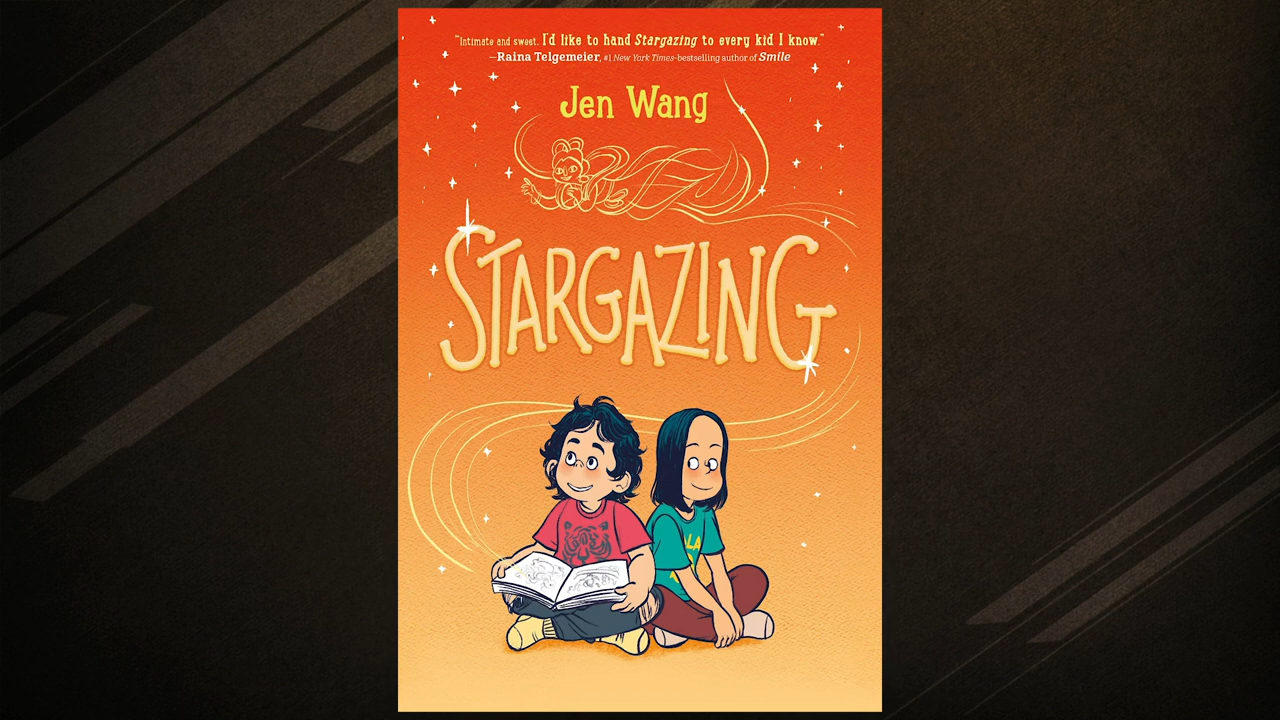 "Intimate and sweet. I'd like to hand Stargazing to every kid I know."
—Raina Telgemeier, #1 New York Times-bestselling author of Smile
Jen Wang
STARGAZING